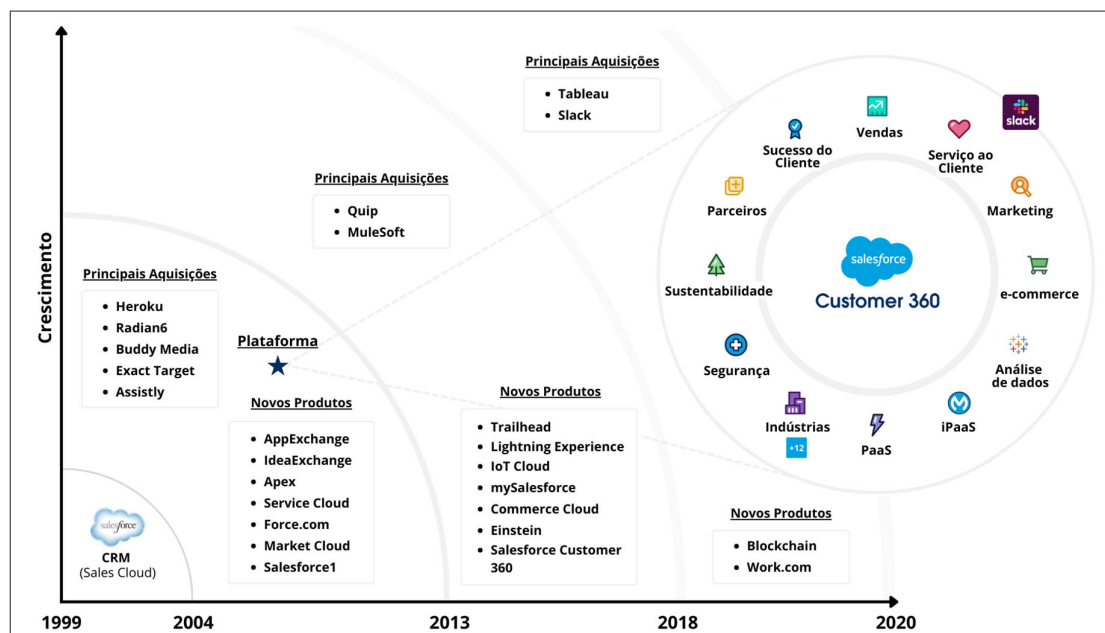 Crescimento
Principais Aquisições
Tableau
Slack
Principais Aquisições
Quip
MuleSoft
Principais Aquisições
Heroku
Radian6
Buddy Media
Exact Target
Assistly
Plataforma
Novos Produtos
AppExchange
IdeaExchange
Apex
Service Cloud
Force.com
Market Cloud
Salesforce1
Novos Produtos
Trailhead
Lightning Experience
IoT Cloud
mySalesforce
Commerce Cloud
Einstein
Salesforce Customer
360
Novos Produtos
Blockchain
Work.com
salesforce
CRM
(Sales Cloud)
salesforce
Customer 360
Vendas
slack
Serviço ao
Cliente
Marketing
e-commerce
Análise
de dados
iPaaS
PaaS
Indústrias
+12
Segurança
Sustentabilidade
Parceiros
Sucesso do
Cliente
1999
2004
2013
2018
2020